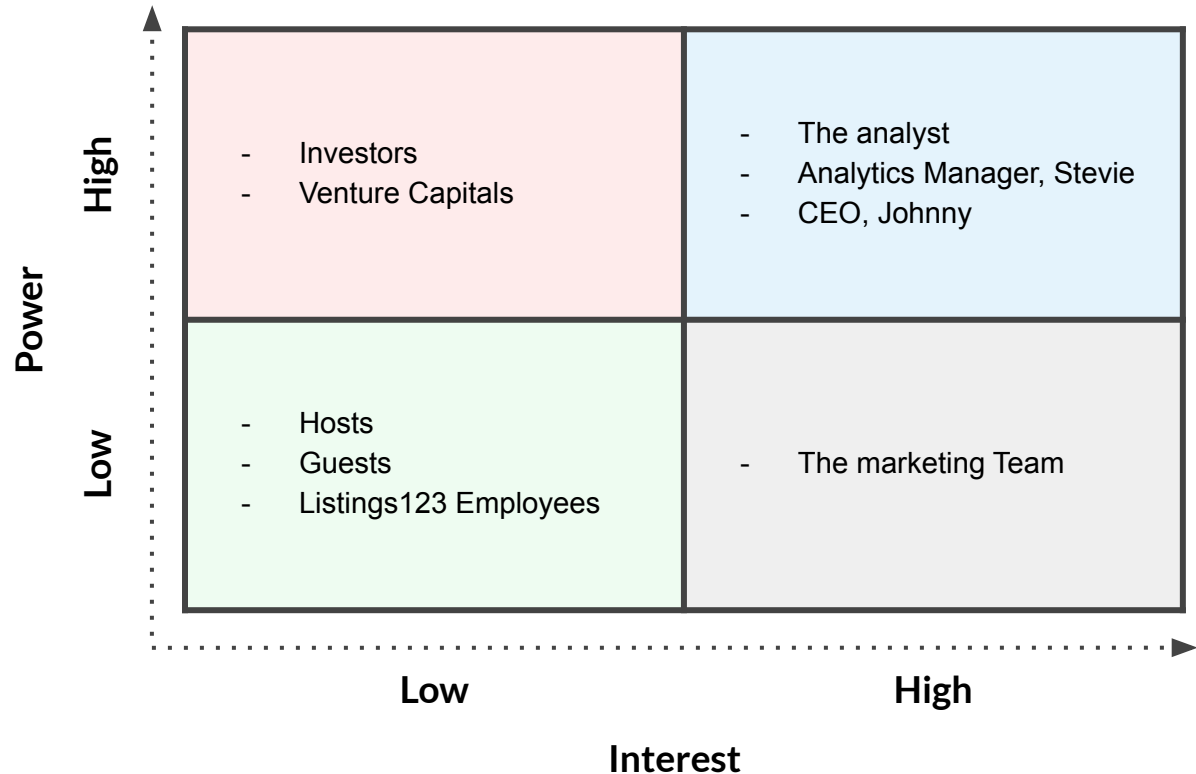 Power
High
- Investors
- Venture Capitals
- The analyst
- Analytics Manager, Stevie
- CEO, Johnny
Low
- Hosts
- Guests
- Listings123 Employees
- The marketing Team
Low
High
Interest